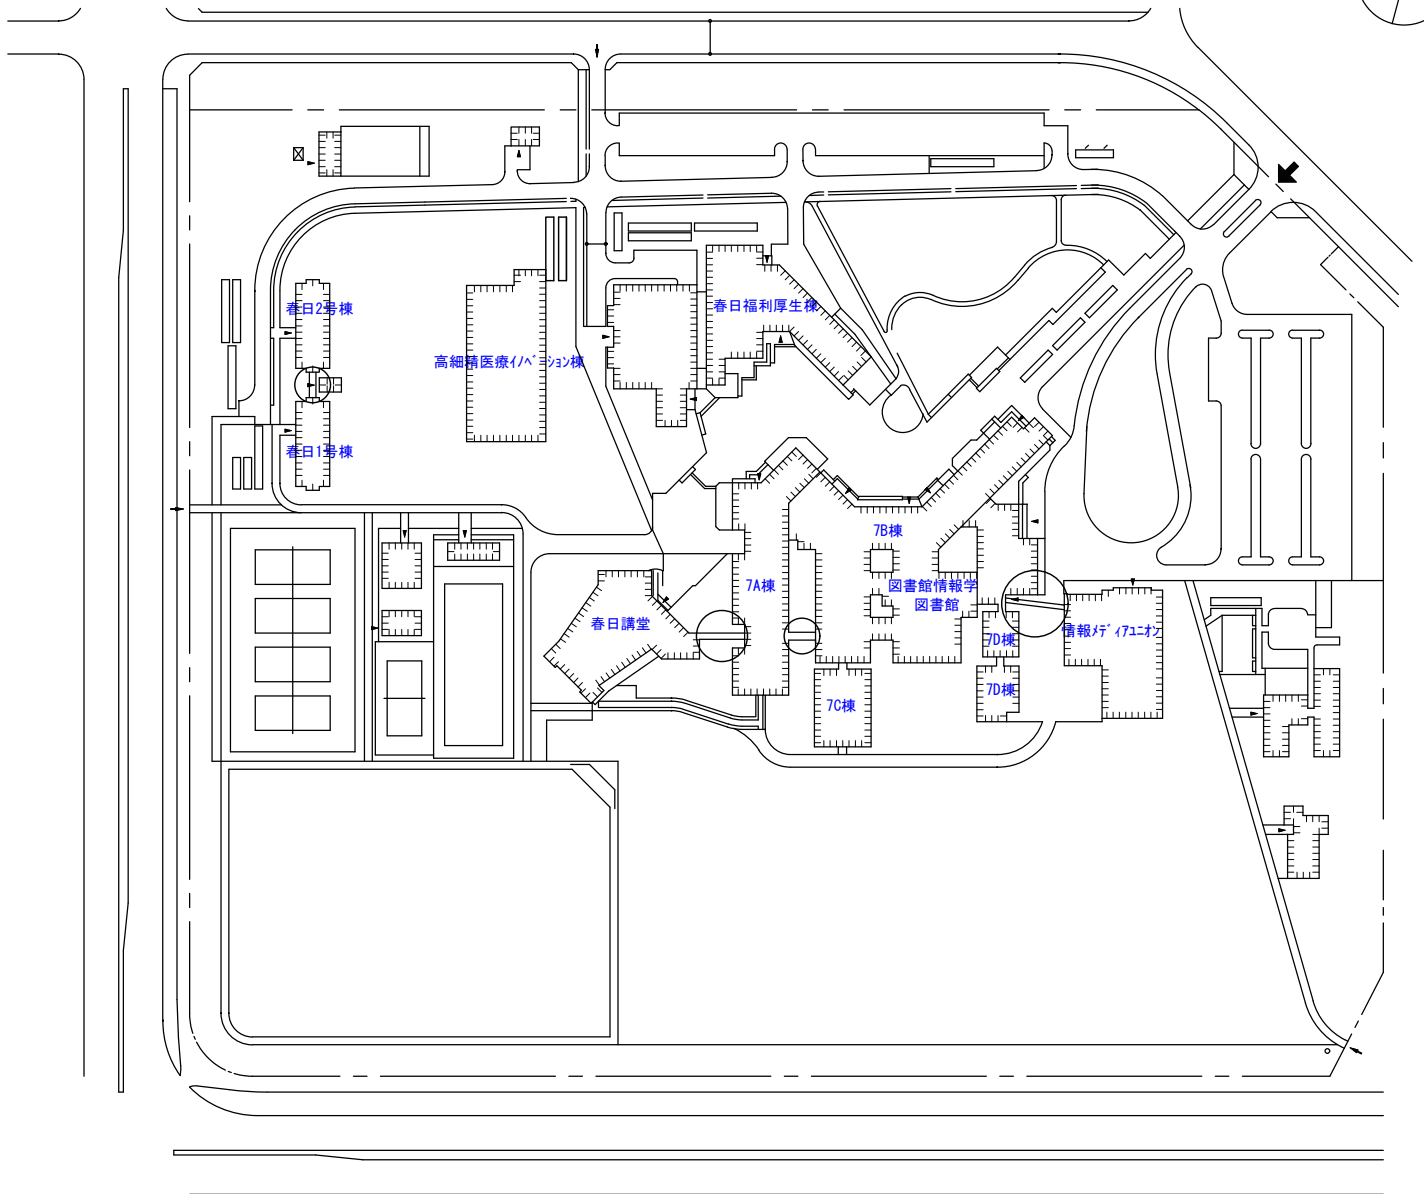 春日2号棟
春日福利厚生棟
高細精医療イノベーション棟
春日1号棟
7B棟
7A棟
図書館情報学
図書館
春日講堂
情報メディアユニオン
7D棟
7D棟
7C棟